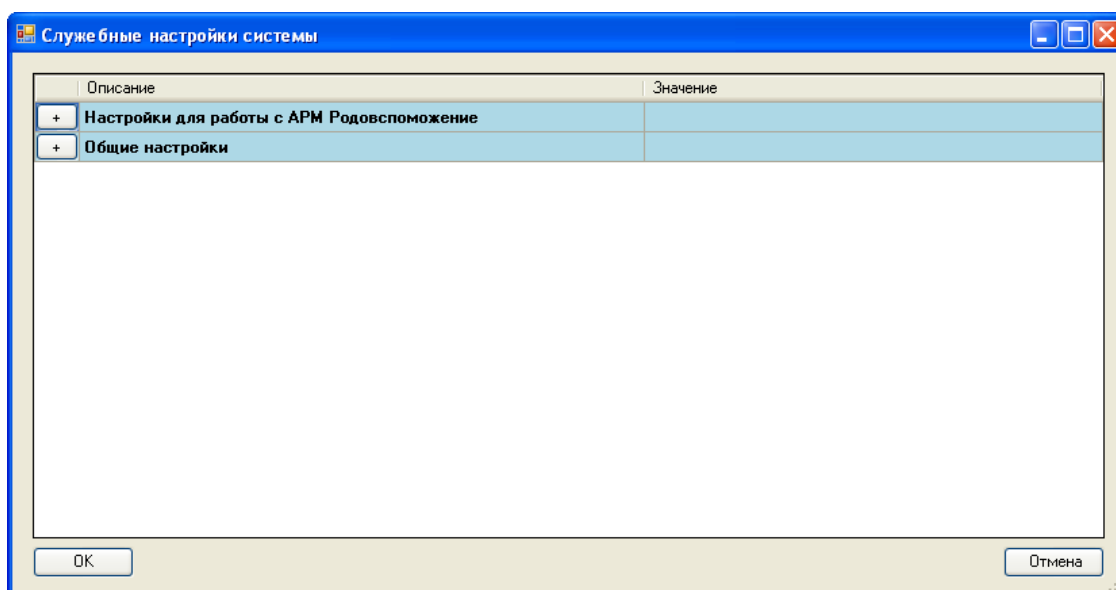 Служебные настройки системы
Описание Значение
+ Настройки для работы с АРМ Родовспоможение
+ Общие настройки
OK Отмена